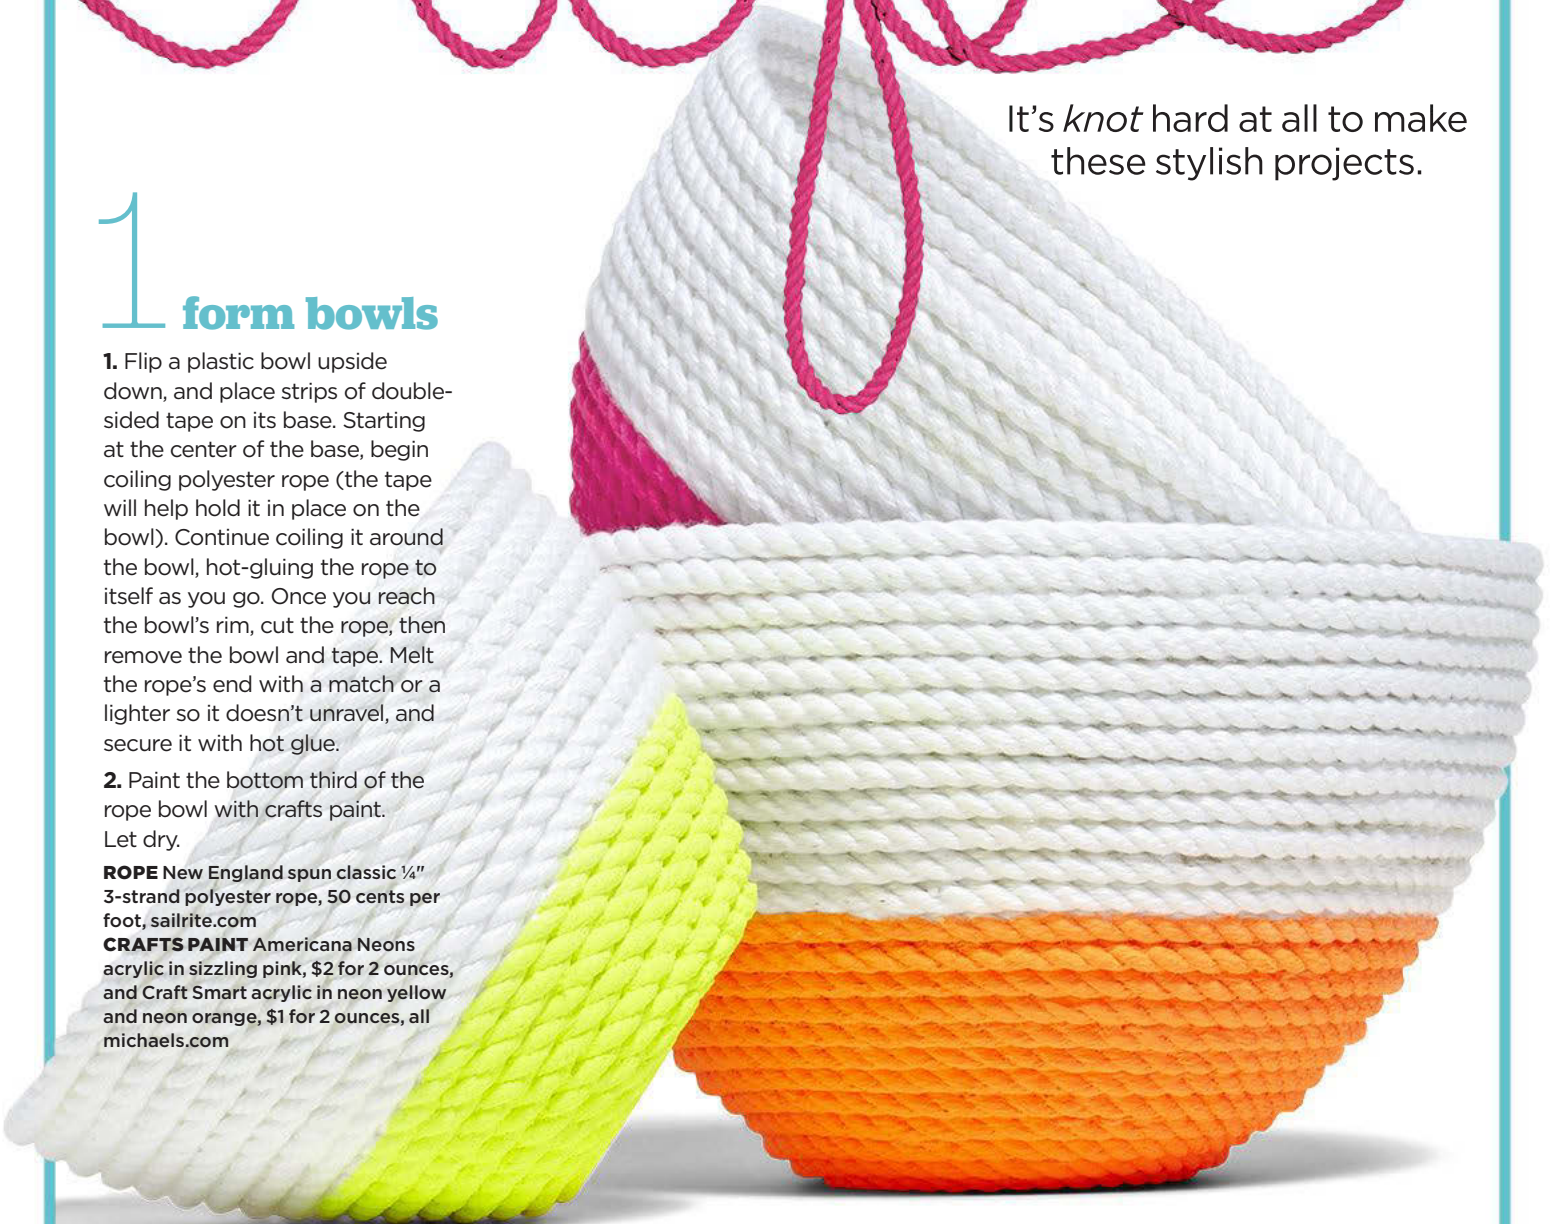 It's knot hard at all to make
these stylish projects.
1 form bowls
1. Flip a plastic bowl upside
down, and place strips of double-
sided tape on its base. Starting
at the center of the base, begin
coiling polyester rope (the tape
will help hold it in place on the
bowl). Continue coiling it around
the bowl, hot-gluing the rope to
itself as you go. Once you reach
the bowl's rim, cut the rope, then
remove the bowl and tape. Melt
the rope's end with a match or a
lighter so it doesn't unravel, and
secure it with hot glue.
2. Paint the bottom third of the
rope bowl with crafts paint.
Let dry.
ROPE New England spun classic ¼"
3-strand polyester rope, 50 cents per
foot, sailrite.com
CRAFTS PAINT Americana Neons
acrylic in sizzling pink, $2 for 2 ounces,
and Craft Smart acrylic in neon yellow
and neon orange, $1 for 2 ounces, all
michaels.com